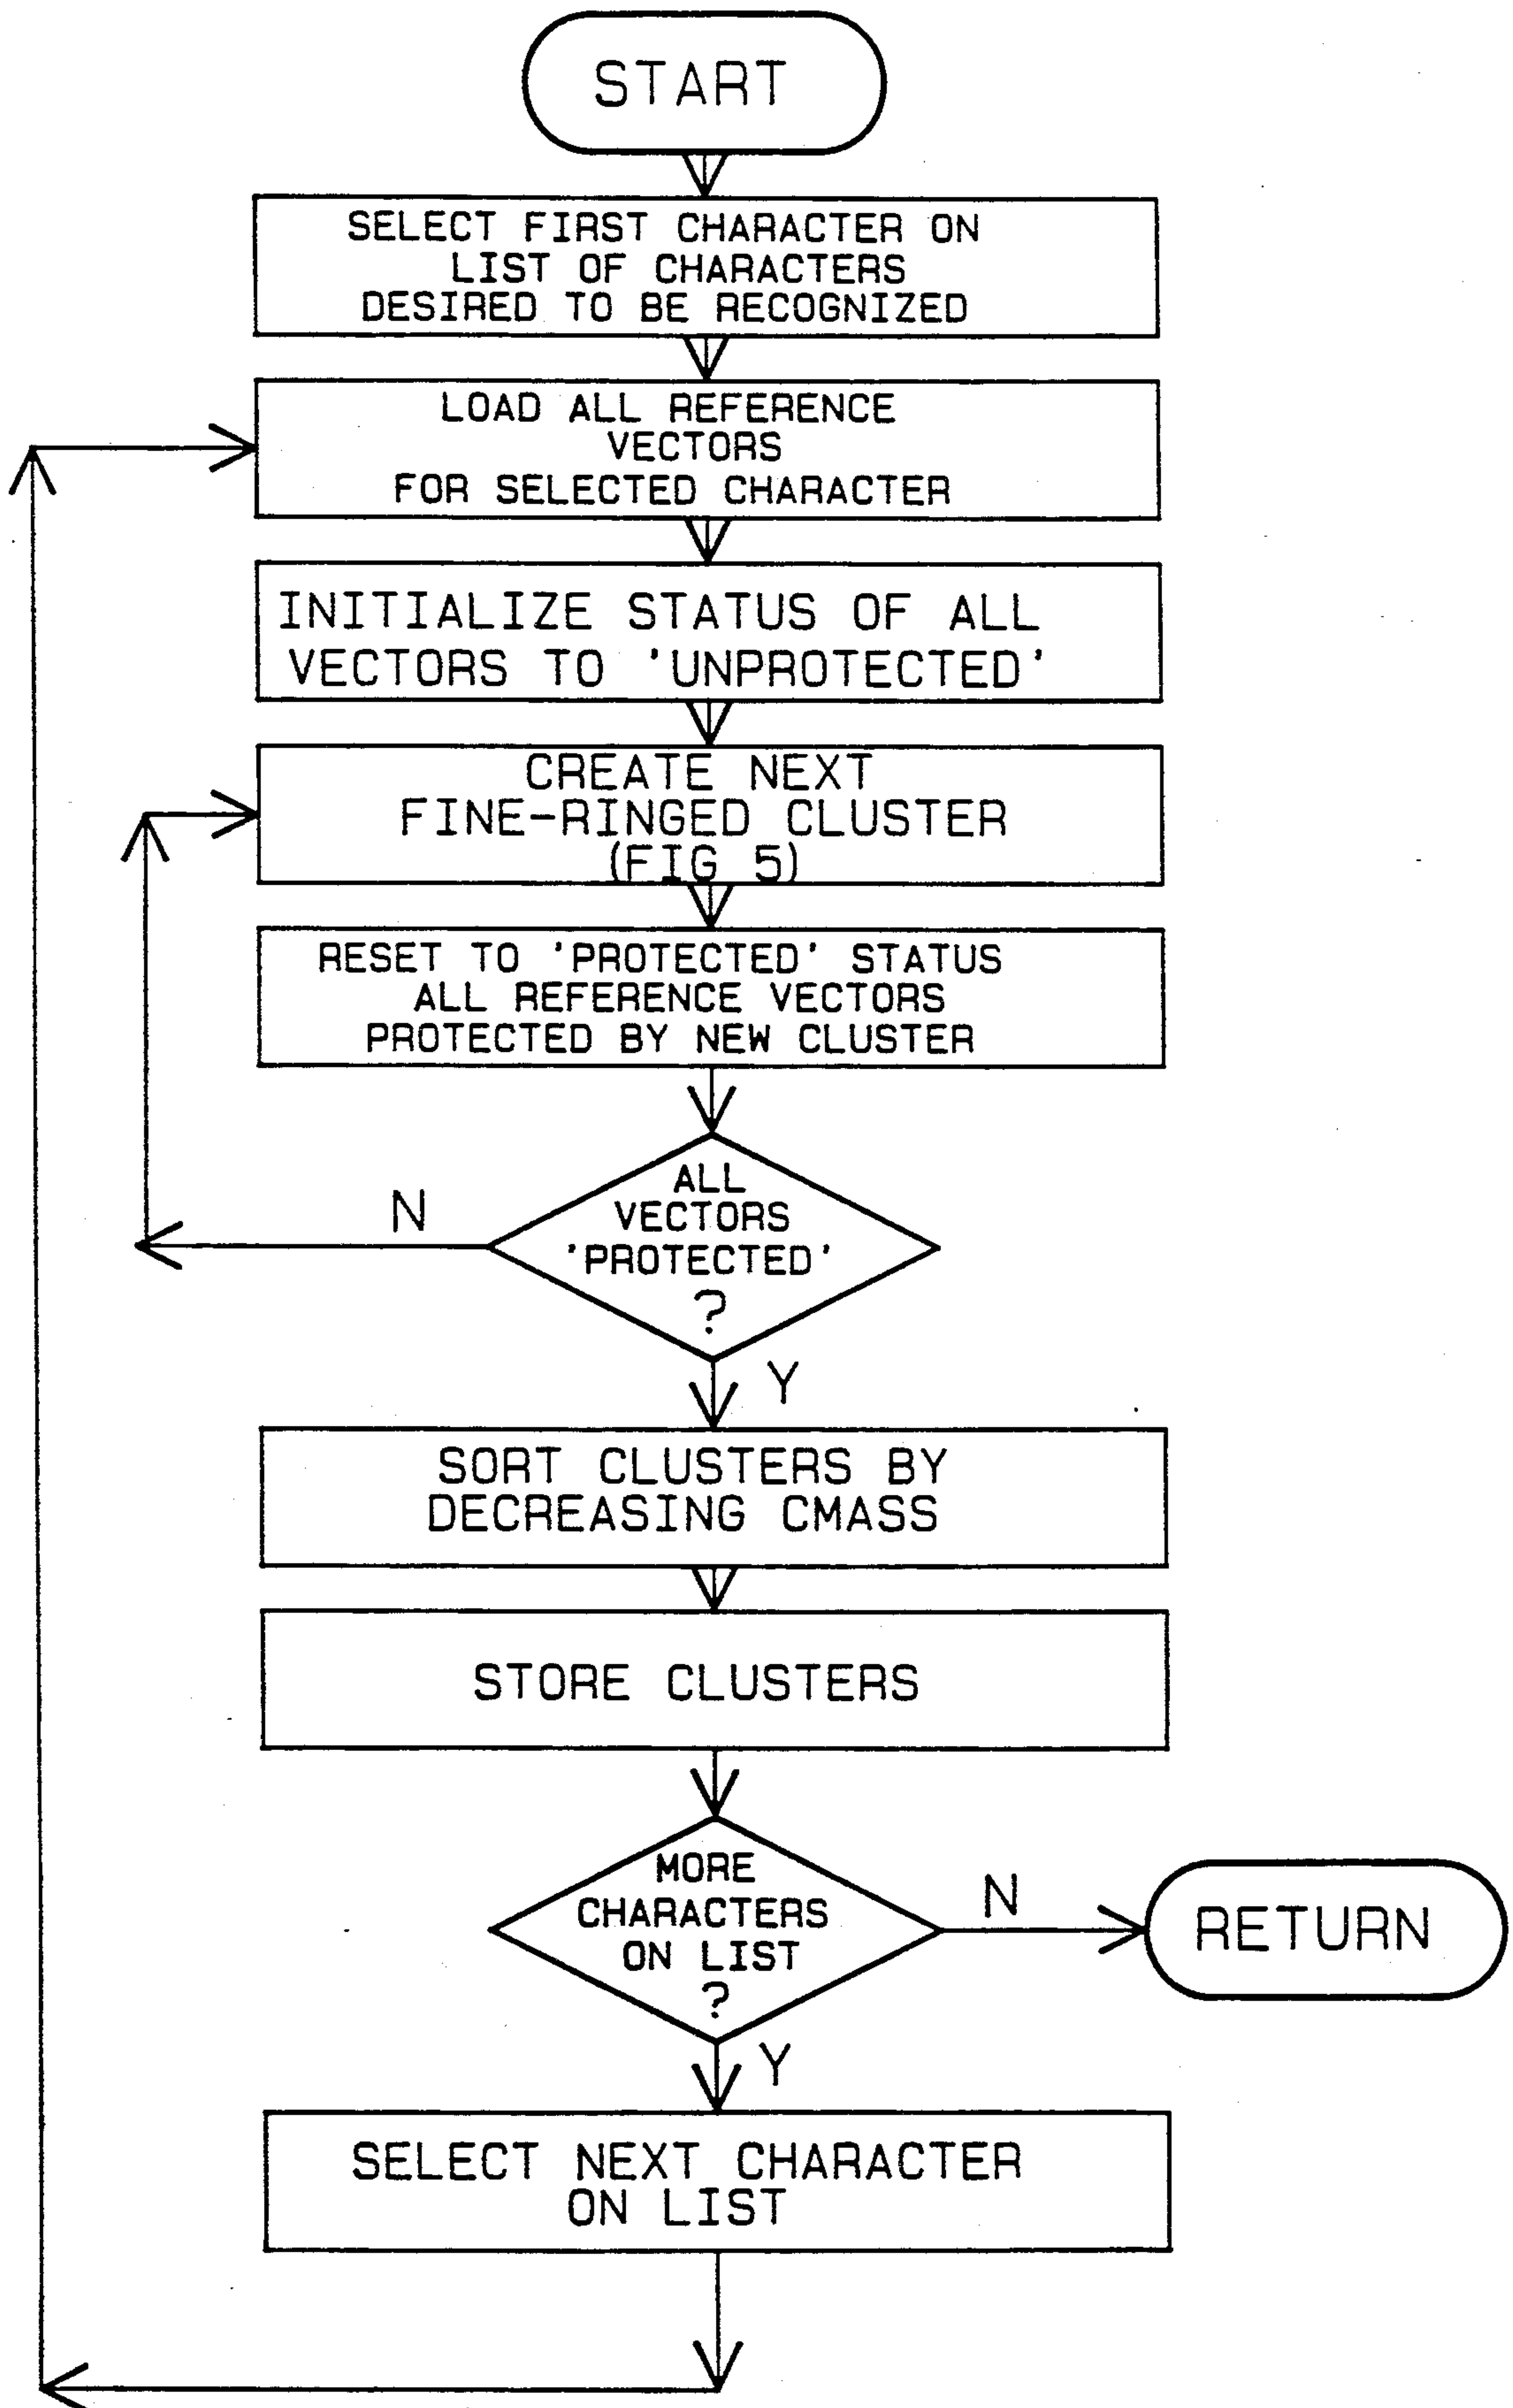 START
SELECT FIRST CHARACTER ON
LIST OF CHARACTERS
DESIRED TO BE RECOGNIZED
LOAD ALL REFERENCE
VECTORS
FOR SELECTED CHARACTER
INITIALIZE STATUS OF ALL
VECTORS TO 'UNPROTECTED'
CREATE NEXT
FINE-RINGED CLUSTER
(FIG 5)
RESET TO 'PROTECTED' STATUS
ALL REFERENCE VECTORS
PROTECTED BY NEW CLUSTER
ALL
VECTORS
'PROTECTED'
?
N
Y
SORT CLUSTERS BY
DECREASING CMASS
STORE CLUSTERS
MORE
CHARACTERS
ON LIST
?
N
RETURN
Y
SELECT NEXT CHARACTER
ON LIST